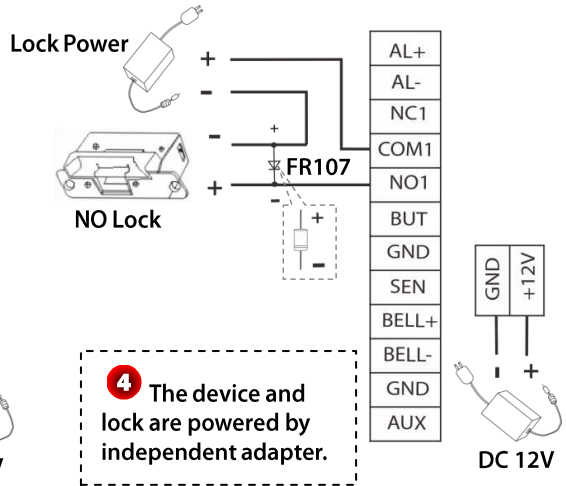 Lock Power
+
-
-
+
NO Lock
+
FR107
-
+
-
AL+
AL-
NC1
COM1
NO1
BUT
GND
SEN
BELL+
BELL-
GND
AUX
GND
+12V
- +
DC 12V
4 The device and
lock are powered by
independent adapter.